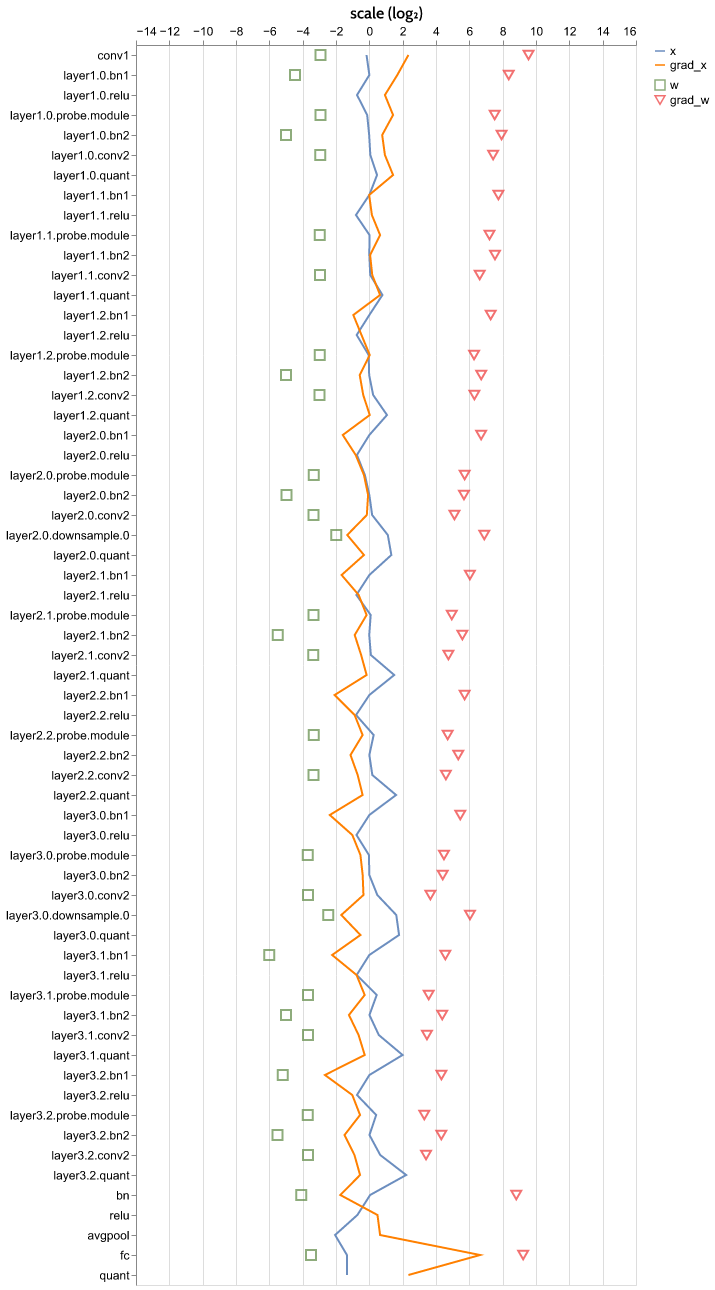 scale (log₂)
−14 −12 −10 −8 −6 −4 −2 0 2 4 6 8 10 12 14 16
x
grad_x
w
grad_w
conv1
layer1.0.bn1
layer1.0.relu
layer1.0.probe.module
layer1.0.bn2
layer1.0.conv2
layer1.0.quant
layer1.1.bn1
layer1.1.relu
layer1.1.probe.module
layer1.1.bn2
layer1.1.conv2
layer1.1.quant
layer1.2.bn1
layer1.2.relu
layer1.2.probe.module
layer1.2.bn2
layer1.2.conv2
layer1.2.quant
layer2.0.bn1
layer2.0.relu
layer2.0.probe.module
layer2.0.bn2
layer2.0.conv2
layer2.0.downsample.0
layer2.0.quant
layer2.1.bn1
layer2.1.relu
layer2.1.probe.module
layer2.1.bn2
layer2.1.conv2
layer2.1.quant
layer2.2.bn1
layer2.2.relu
layer2.2.probe.module
layer2.2.bn2
layer2.2.conv2
layer2.2.quant
layer3.0.bn1
layer3.0.relu
layer3.0.probe.module
layer3.0.bn2
layer3.0.conv2
layer3.0.downsample.0
layer3.0.quant
layer3.1.bn1
layer3.1.relu
layer3.1.probe.module
layer3.1.bn2
layer3.1.conv2
layer3.1.quant
layer3.2.bn1
layer3.2.relu
layer3.2.probe.module
layer3.2.bn2
layer3.2.conv2
layer3.2.quant
bn
relu
avgpool
fc
quant